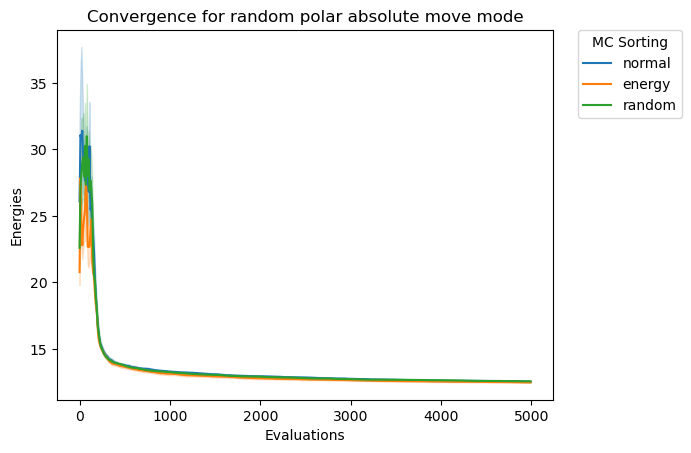 Convergence for random polar absolute move mode
MC Sorting
normal
energy
random
Energies
35
30
25
20
15
0
1000
2000
3000
4000
5000
Evaluations